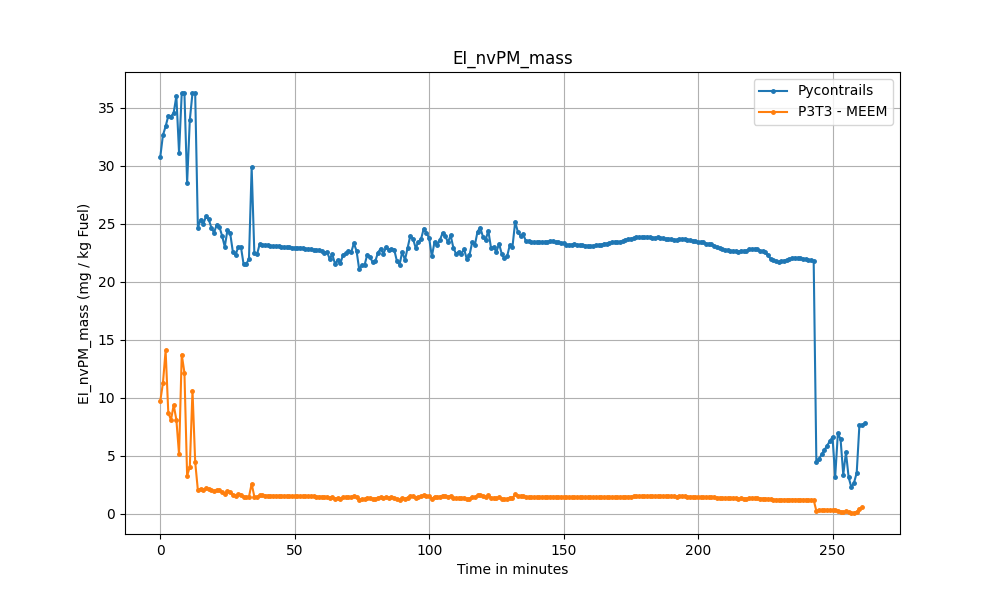 EI_nvPM_mass
Pycontrails
P3T3 - MEEM
EI_nvPM_mass (mg / kg Fuel)
35
30
25
20
15
10
5
0
0 50 100 150 200 250
Time in minutes